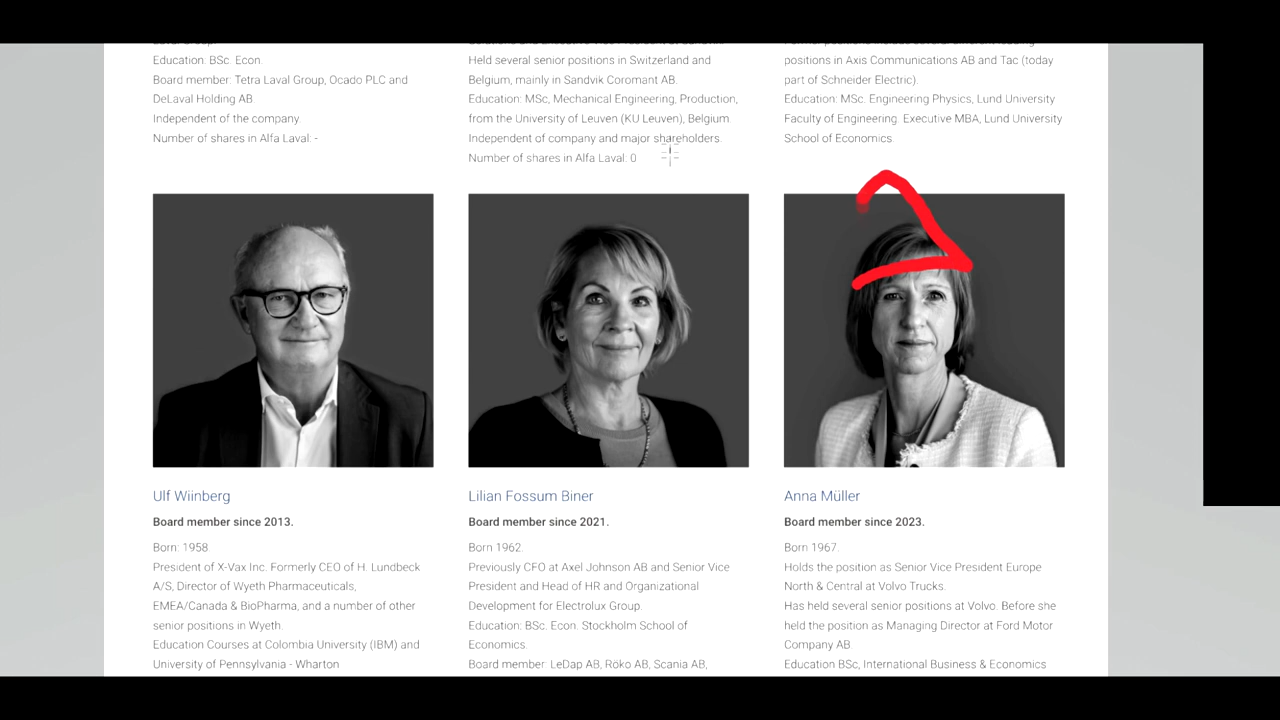 Education: BSc. Econ.
Board member: Tetra Laval Group, Ocado PLC and
DeLaval Holding AB
Independent of the company.
Number of shares in Alfa Laval: -
Held several senior positions in Switzerland and
Belgium, mainly in Sandvik Coromant AB.
Education: MSc, Mechanical Engineering, Production,
from the University of Leuven (KU Leuven), Belgium.
Independent of company and major shareholders.
Number of shares in Alfa Laval: 0
positions in Axis Communications AB and Tac (today
part of Schneider Electric).
Education: MSc. Engineering Physics, Lund University
Faculty of Engineering. Executive MBA, Lund University
School of Economics.
2
Ulf Wiinberg
Board member since 2013.
Born: 1958.
President of X-Vax Inc. Formerly CEO of H. Lundbeck
A/S, Director of Wyeth Pharmaceuticals,
EMEA/Canada & BioPharma, and a number of other
senior positions in Wyeth.
Education Courses at Colombia University (IBM) and
University of Pennsylvania - Wharton
Lilian Fossum Biner
Board member since 2021.
Born 1962.
Previously CFO at Axel Johnson AB and Senior Vice
President and Head of HR and Organizational
Development for Electrolux Group.
Education: BSc. Econ. Stockholm School of
Economics.
Board member: LeDap AB, Röko AB, Scania AB,
Anna Müller
Board member since 2023.
Born 1967.
Holds the position as Senior Vice President Europe
North & Central at Volvo Trucks.
Has held several senior positions at Volvo. Before she
held the position as Managing Director at Ford Motor
Company AB.
Education BSc, International Business & Economics